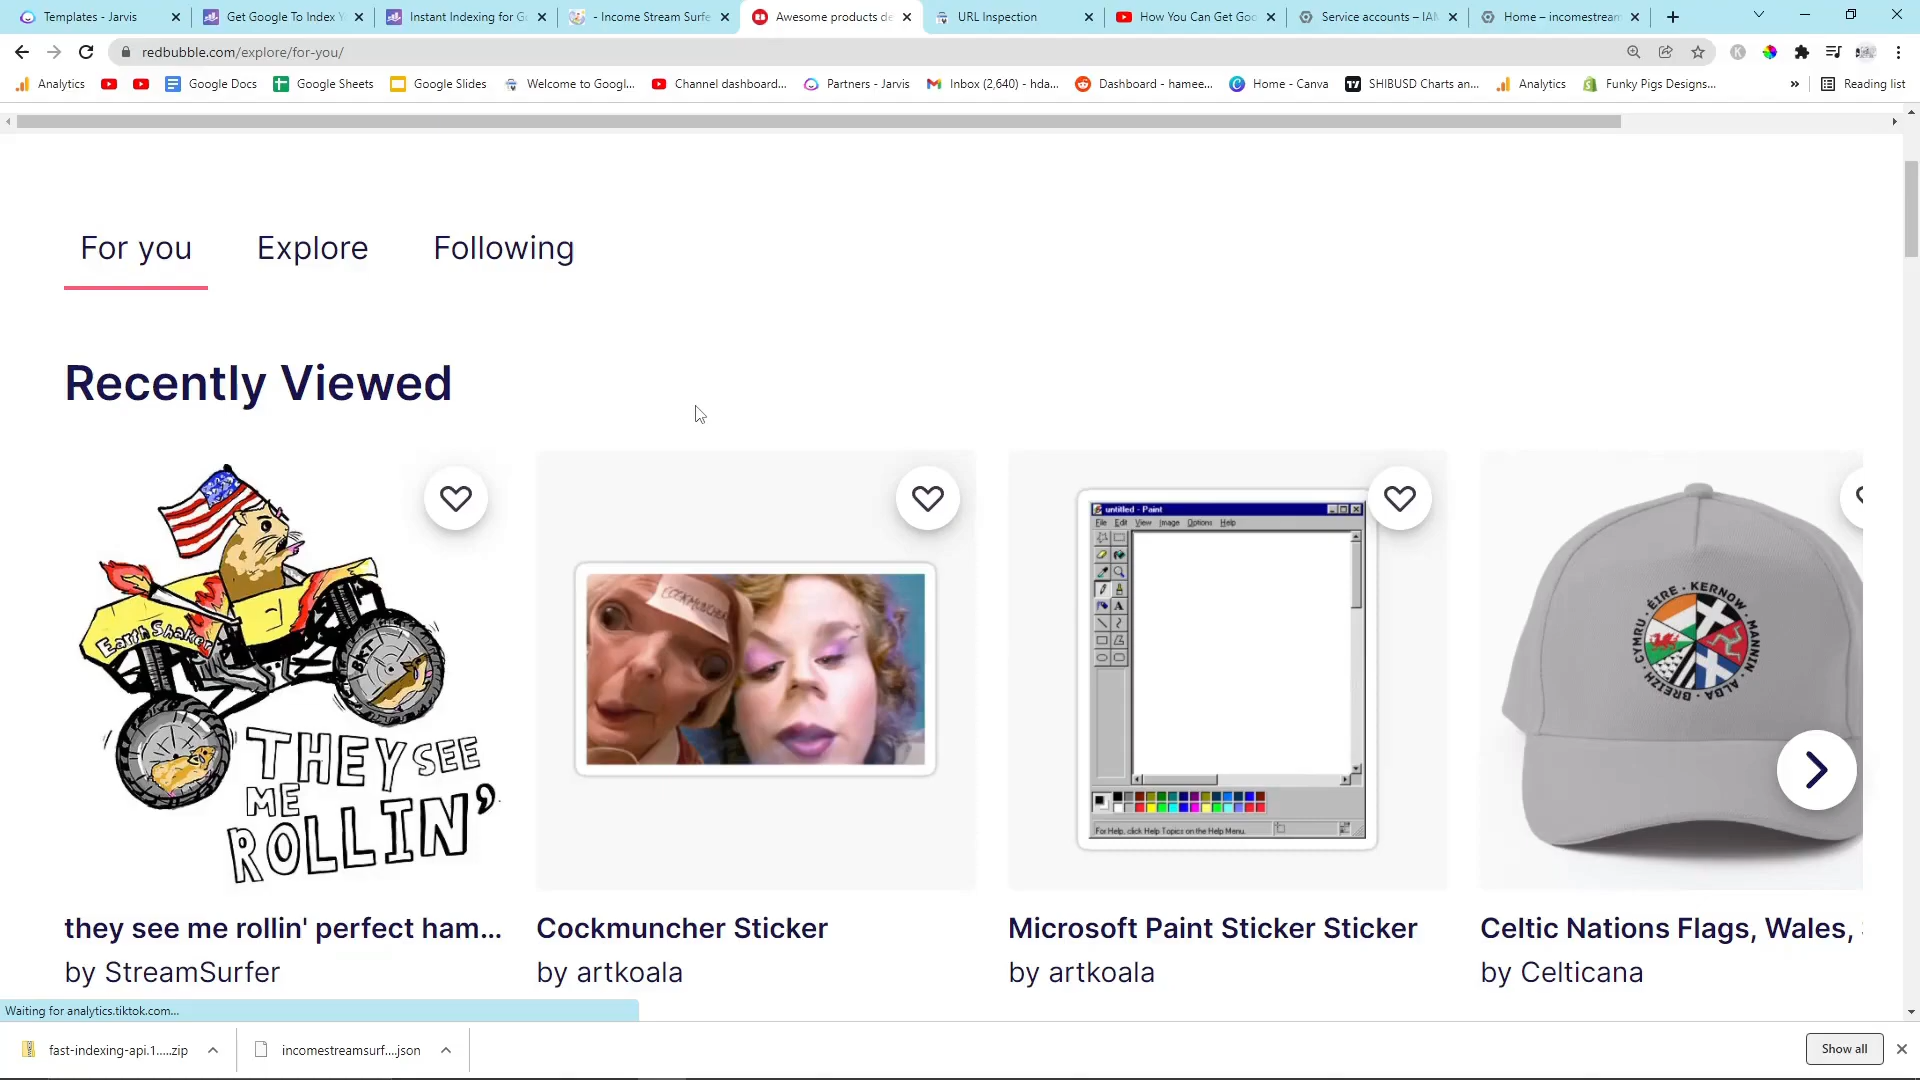 Templates - Jarvis
Get Google To Index Y
Instant Indexing for Go
- Income Stream Surfe
Awesome products de
URL Inspection
How You Can Get Goo
Service accounts – IAM
Home – incomestream
redbubble.com/explore/for-you/
Analytics
Google Docs
Google Sheets
Google Slides
Welcome to Googl...
Channel dashboard...
Partners - Jarvis
Inbox (2,640) - hda...
Dashboard - hamee...
Home - Canva
SHIBUSD Charts an...
Analytics
Funky Pigs Designs...
»
Reading list
For you
Explore
Following
Recently Viewed
Earth Shaker
BKT
THEY SEE
ME
ROLLIN'
COCKMUNCHER
untitled - Paint
File Edit View Image Options Help
A
For Help, click Help Topics on the Help Menu.
ÉIRE · KERNOW · MANNIN · ALBA · BREIZH · CYMRU ·
they see me rollin' perfect ham...
by StreamSurfer
Cockmuncher Sticker
by artkoala
Microsoft Paint Sticker Sticker
by artkoala
Celtic Nations Flags, Wales,
by Celticana
Waiting for analytics.tiktok.com...
fast-indexing-api.1.....zip
incomestreamsurf....json
Show all